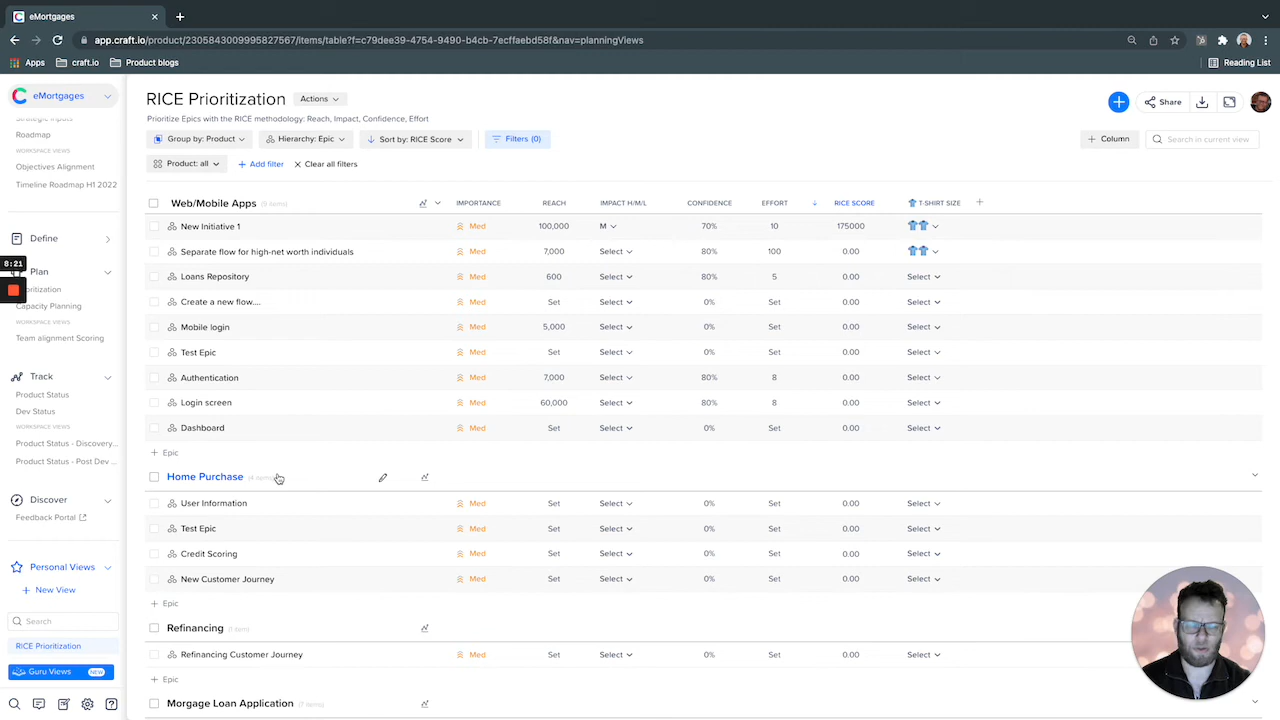 eMortgages
app.craft.io/product/2305843009995827567/items/table?f=c79dee39-4754-9490-b4cb-7ecffaebd58f&nav=planningViews
Apps craft.io Product blogs Reading List
eMortgages
Strategic Inputs
Roadmap
WORKSPACE VIEWS
Objectives Alignment
Timeline Roadmap H1 2022
Define
8:21
Plan
oritization
Capacity Planning
WORKSPACE VIEWS
Team alignment Scoring
Track
Product Status
Dev Status
WORKSPACE VIEWS
Product Status - Discovery...
Product Status - Post Dev ...
Discover
Feedback Portal
Personal Views
+ New View
Search
RICE Prioritization
Guru Views NEW
RICE Prioritization Actions
Share
Prioritize Epics with the RICE methodology: Reach, Impact, Confidence, Effort
Group by: Product Hierarchy: Epic Sort by: RICE Score Filters (0) + Column Search in current view
Product: all + Add filter × Clear all filters
Web/Mobile Apps (9 items) IMPORTANCE REACH IMPACT H/M/L CONFIDENCE EFFORT RICE SCORE T-SHIRT SIZE +
New Initiative 1 Med 100,000 M 70% 10 175000
Separate flow for high-net worth individuals Med 7,000 Select 80% 100 0.00
Loans Repository Med 600 Select 80% 5 0.00 Select
Create a new flow.... Med Set Select 0% Set 0.00 Select
Mobile login Med 5,000 Select 0% Set 0.00 Select
Test Epic Med Set Select 0% Set 0.00 Select
Authentication Med 7,000 Select 80% 8 0.00 Select
Login screen Med 60,000 Select 80% 8 0.00 Select
Dashboard Med Set Select 0% Set 0.00 Select
+ Epic
Home Purchase (4 items)
User Information Med Set Select 0% Set 0.00 Select
Test Epic Med Set Select 0% Set 0.00 Select
Credit Scoring Med Set Select 0% Set 0.00 Select
New Customer Journey Med Set Select 0% Set 0.00 Select
+ Epic
Refinancing (1 item)
Refinancing Customer Journey Med Set Select 0% Set 0.00 Select
+ Epic
Morgage Loan Application (7 items)